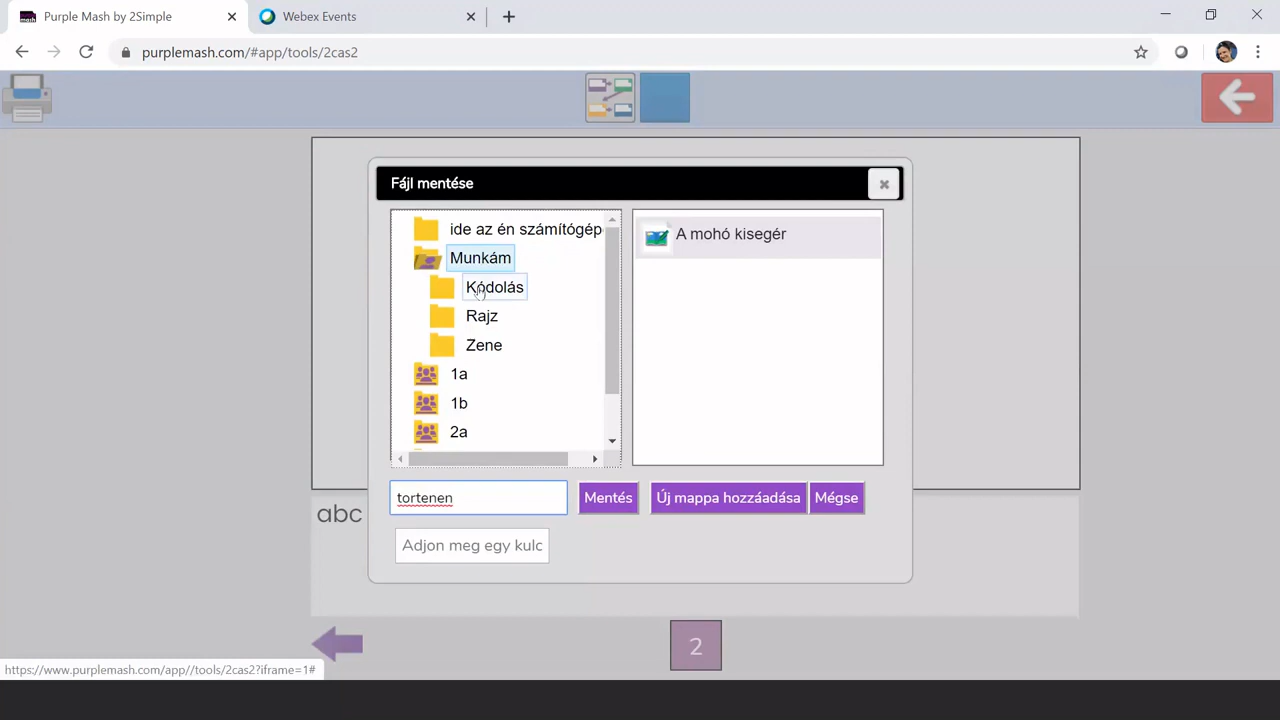 Purple Mash by 2Simple
Webex Events
purplemash.com/#app/tools/2cas2
Fájl mentése
ide az én számítógép
Munkám
Kódolás
Rajz
Zene
1a
1b
2a
A mohó kisegér
tortenen
Mentés
Új mappa hozzáadása
Mégse
Adjon meg egy kulc
abc
2
https://www.purplemash.com/app//tools/2cas2?iframe=1#